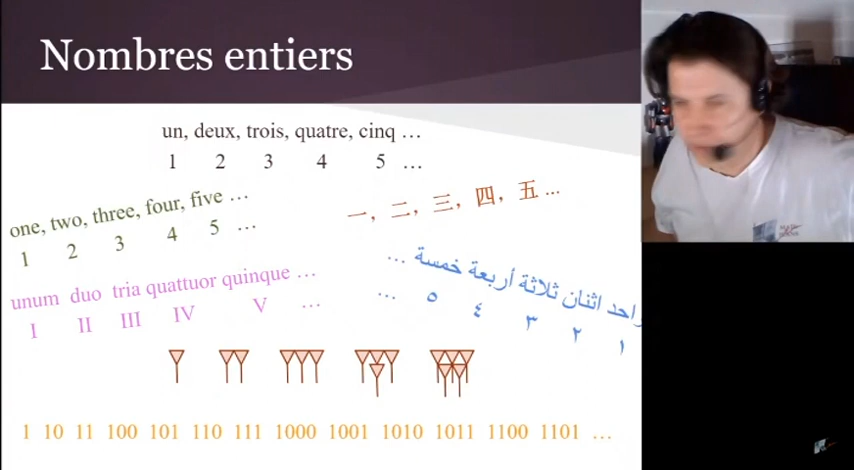 Nombres entiers
un, deux, trois, quatre, cinq ...
1 2 3 4 5 ...
one, two, three, four, five ...
1 2 3 4 5 ...
一, 二, 三, 四, 五 ...
unum duo tria quattuor quinque ...
I II III IV V ...
واحد اثنان ثلاثة أربعة خمسة ...
١ ٢ ٣ ٤ ٥ ...
1 10 11 100 101 110 111 1000 1001 1010 1011 1100 1101 ...